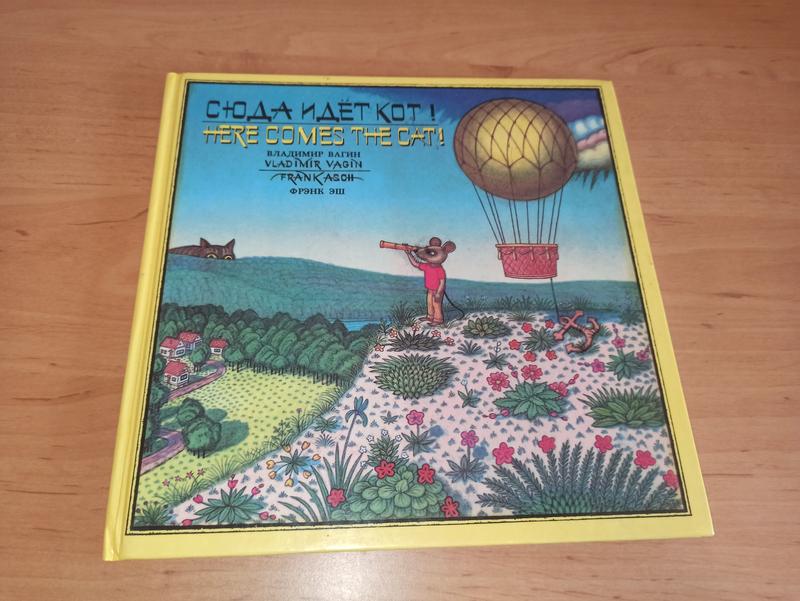 СЮДА ИДЁТ КОТ!
HERE COMES THE CAT!
ВЛАДИМИР ВАГИН
VLADIMIR VAGIN
FRANK ASCH
ФРЭНК ЭШ